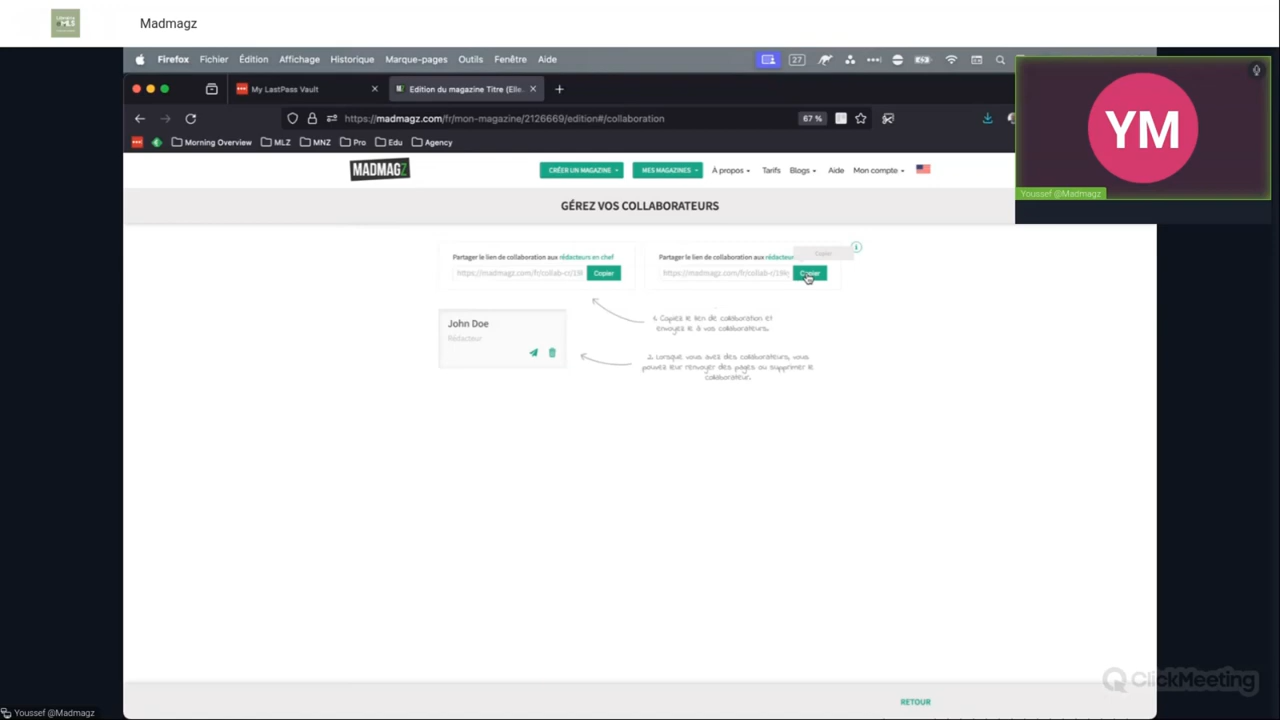 Madmagz
Firefox Fichier Édition Affichage Historique Marque-pages Outils Fenêtre Aide
27
My LastPass Vault
Edition du magazine Titre (Elle...
https://madmagz.com/fr/mon-magazine/2126669/edition#/collaboration
67 %
Morning Overview MLZ MNZ Pro Edu Agency
YM
Youssef @Madmagz
MADMAGZ
CRÉER UN MAGAZINE
MES MAGAZINES
À propos
Tarifs
Blogs
Aide
Mon compte
GÉREZ VOS COLLABORATEURS
Partager le lien de collaboration aux rédacteurs en chef
Copier
Partager le lien de collaboration aux rédacteur
Copier
Copier
John Doe
Rédacteur
1. Copiez le lien de collaboration et
envoyez le à vos collaborateurs.
2. Lorsque vous avez des collaborateurs, vous
pouvez leur renvoyer des pages ou supprimer le
collaborateur.
RETOUR
ClickMeeting
Youssef @Madmagz